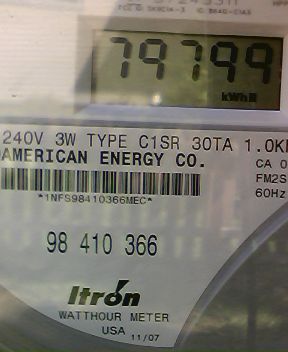 79799
kWh
240V 3W TYPE C1SR 30TA 1.0K
AMERICAN ENERGY CO.
CA 0
FM2S
60Hz
*1NFS98410366MEC*
98 410 366
Itron
WATTHOUR METER
USA 11/07